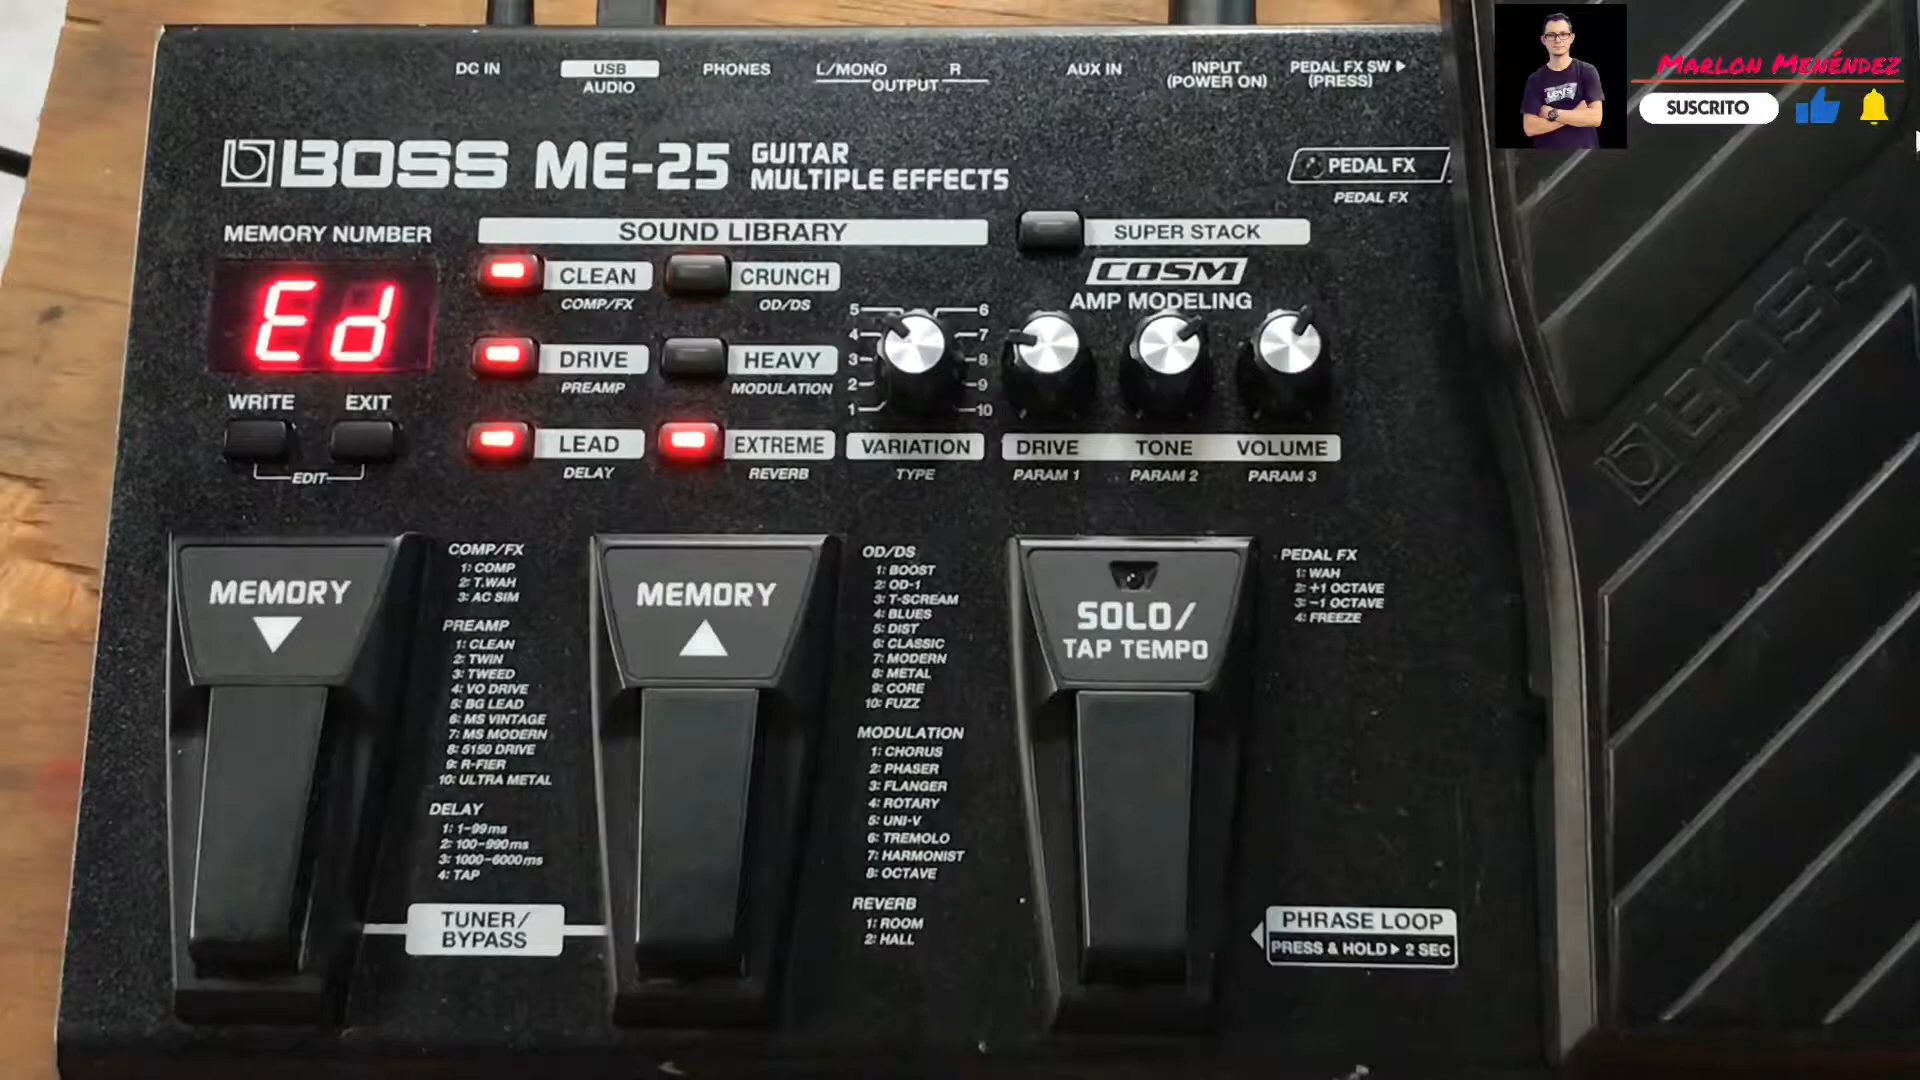 DC IN
USB
AUDIO
PHONES
L/MONO R
OUTPUT
AUX IN
INPUT
(POWER ON)
PEDAL FX SW ▶
(PRESS)
MARLON MENÉNDEZ
SUSCRITO
BOSS ME-25 GUITAR
MULTIPLE EFFECTS
PEDAL FX
PEDAL FX
MEMORY NUMBER
Ed
WRITE EXIT
EDIT
SOUND LIBRARY
CLEAN
COMP/FX
CRUNCH
OD/DS
DRIVE
PREAMP
HEAVY
MODULATION
LEAD
DELAY
EXTREME
REVERB
5 6
4 7
3 8
2 9
1 10
VARIATION
TYPE
SUPER STACK
COSM
AMP MODELING
DRIVE TONE VOLUME
PARAM 1 PARAM 2 PARAM 3
MEMORY
▼
COMP/FX
1: COMP
2: T.WAH
3: AC SIM
PREAMP
1: CLEAN
2: TWIN
3: TWEED
4: VO DRIVE
5: BG LEAD
6: MS VINTAGE
7: MS MODERN
8: 5150 DRIVE
9: R-FIER
10: ULTRA METAL
DELAY
1: 1-99ms
2: 100-990ms
3: 1000-6000ms
4: TAP
TUNER/
BYPASS
MEMORY
▲
OD/DS
1: BOOST
2: OD-1
3: T-SCREAM
4: BLUES
5: DIST
6: CLASSIC
7: MODERN
8: METAL
9: CORE
10: FUZZ
MODULATION
1: CHORUS
2: PHASER
3: FLANGER
4: ROTARY
5: UNI-V
6: TREMOLO
7: HARMONIST
8: OCTAVE
REVERB
1: ROOM
2: HALL
SOLO/
TAP TEMPO
PEDAL FX
1: WAH
2: +1 OCTAVE
3: -1 OCTAVE
4: FREEZE
PHRASE LOOP
PRESS & HOLD ▶ 2 SEC
BOSS